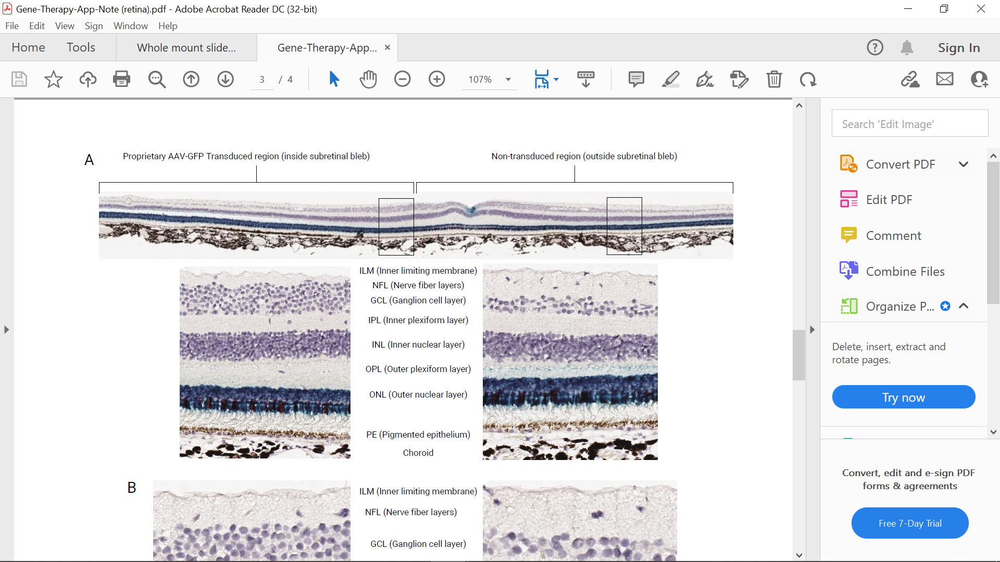 Gene-Therapy-App-Note (retina).pdf - Adobe Acrobat Reader DC (32-bit)
File Edit View Sign Window Help
Home Tools Whole mount slide... Gene-Therapy-App... × Sign In
3 / 4 107%
Search 'Edit Image'
Convert PDF
Edit PDF
Comment
Combine Files
Organize P...
Delete, insert, extract and
rotate pages.
Try now
Convert, edit and e-sign PDF
forms & agreements
Free 7-Day Trial
A
Proprietary AAV-GFP Transduced region (inside subretinal bleb)
Non-transduced region (outside subretinal bleb)
ILM (Inner limiting membrane)
NFL (Nerve fiber layers)
GCL (Ganglion cell layer)
IPL (Inner plexiform layer)
INL (Inner nuclear layer)
OPL (Outer plexiform layer)
ONL (Outer nuclear layer)
PE (Pigmented epithelium)
Choroid
B
ILM (Inner limiting membrane)
NFL (Nerve fiber layers)
GCL (Ganglion cell layer)